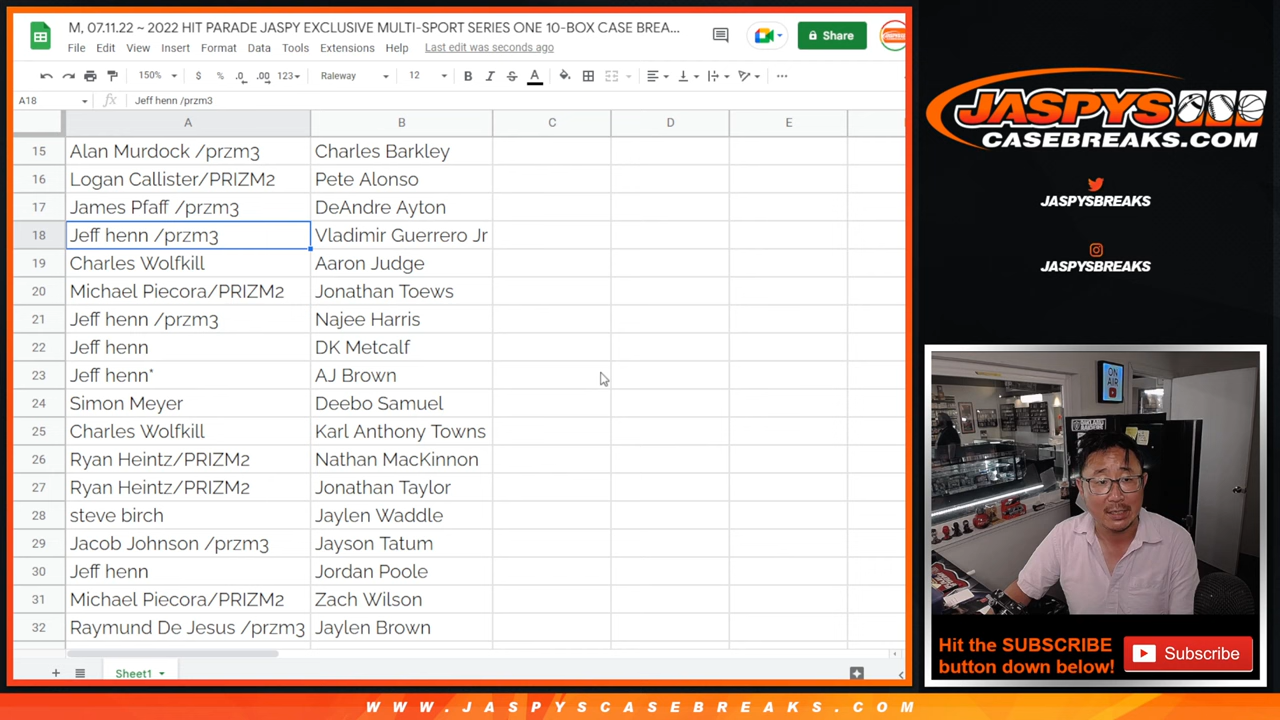 M, 07.11.22 ~ 2022 HIT PARADE JASPY EXCLUSIVE MULTI-SPORT SERIES ONE 10-BOX CASE BREA...
File Edit View Insert Format Data Tools Extensions Help Last edit was seconds ago
Share
150% $ % .0 .00 123 Raleway 12 B I S A
A18 fx Jeff henn /przm3
A B C D E
15 Alan Murdock /przm3 Charles Barkley
16 Logan Callister/PRIZM2 Pete Alonso
17 James Pfaff /przm3 DeAndre Ayton
18 Jeff henn /przm3 Vladimir Guerrero Jr
19 Charles Wolfkill Aaron Judge
20 Michael Piecora/PRIZM2 Jonathan Toews
21 Jeff henn /przm3 Najee Harris
22 Jeff henn DK Metcalf
23 Jeff henn* AJ Brown
24 Simon Meyer Deebo Samuel
25 Charles Wolfkill Karl Anthony Towns
26 Ryan Heintz/PRIZM2 Nathan MacKinnon
27 Ryan Heintz/PRIZM2 Jonathan Taylor
28 steve birch Jaylen Waddle
29 Jacob Johnson /przm3 Jayson Tatum
30 Jeff henn Jordan Poole
31 Michael Piecora/PRIZM2 Zach Wilson
32 Raymund De Jesus /przm3 Jaylen Brown
Sheet1
JASPYS
CASEBREAKS.COM
JASPYSBREAKS
JASPYSBREAKS
ON
AIR
Hit the SUBSCRIBE
button down below!
Subscribe
WWW.JASPYSCASEBREAKS.COM